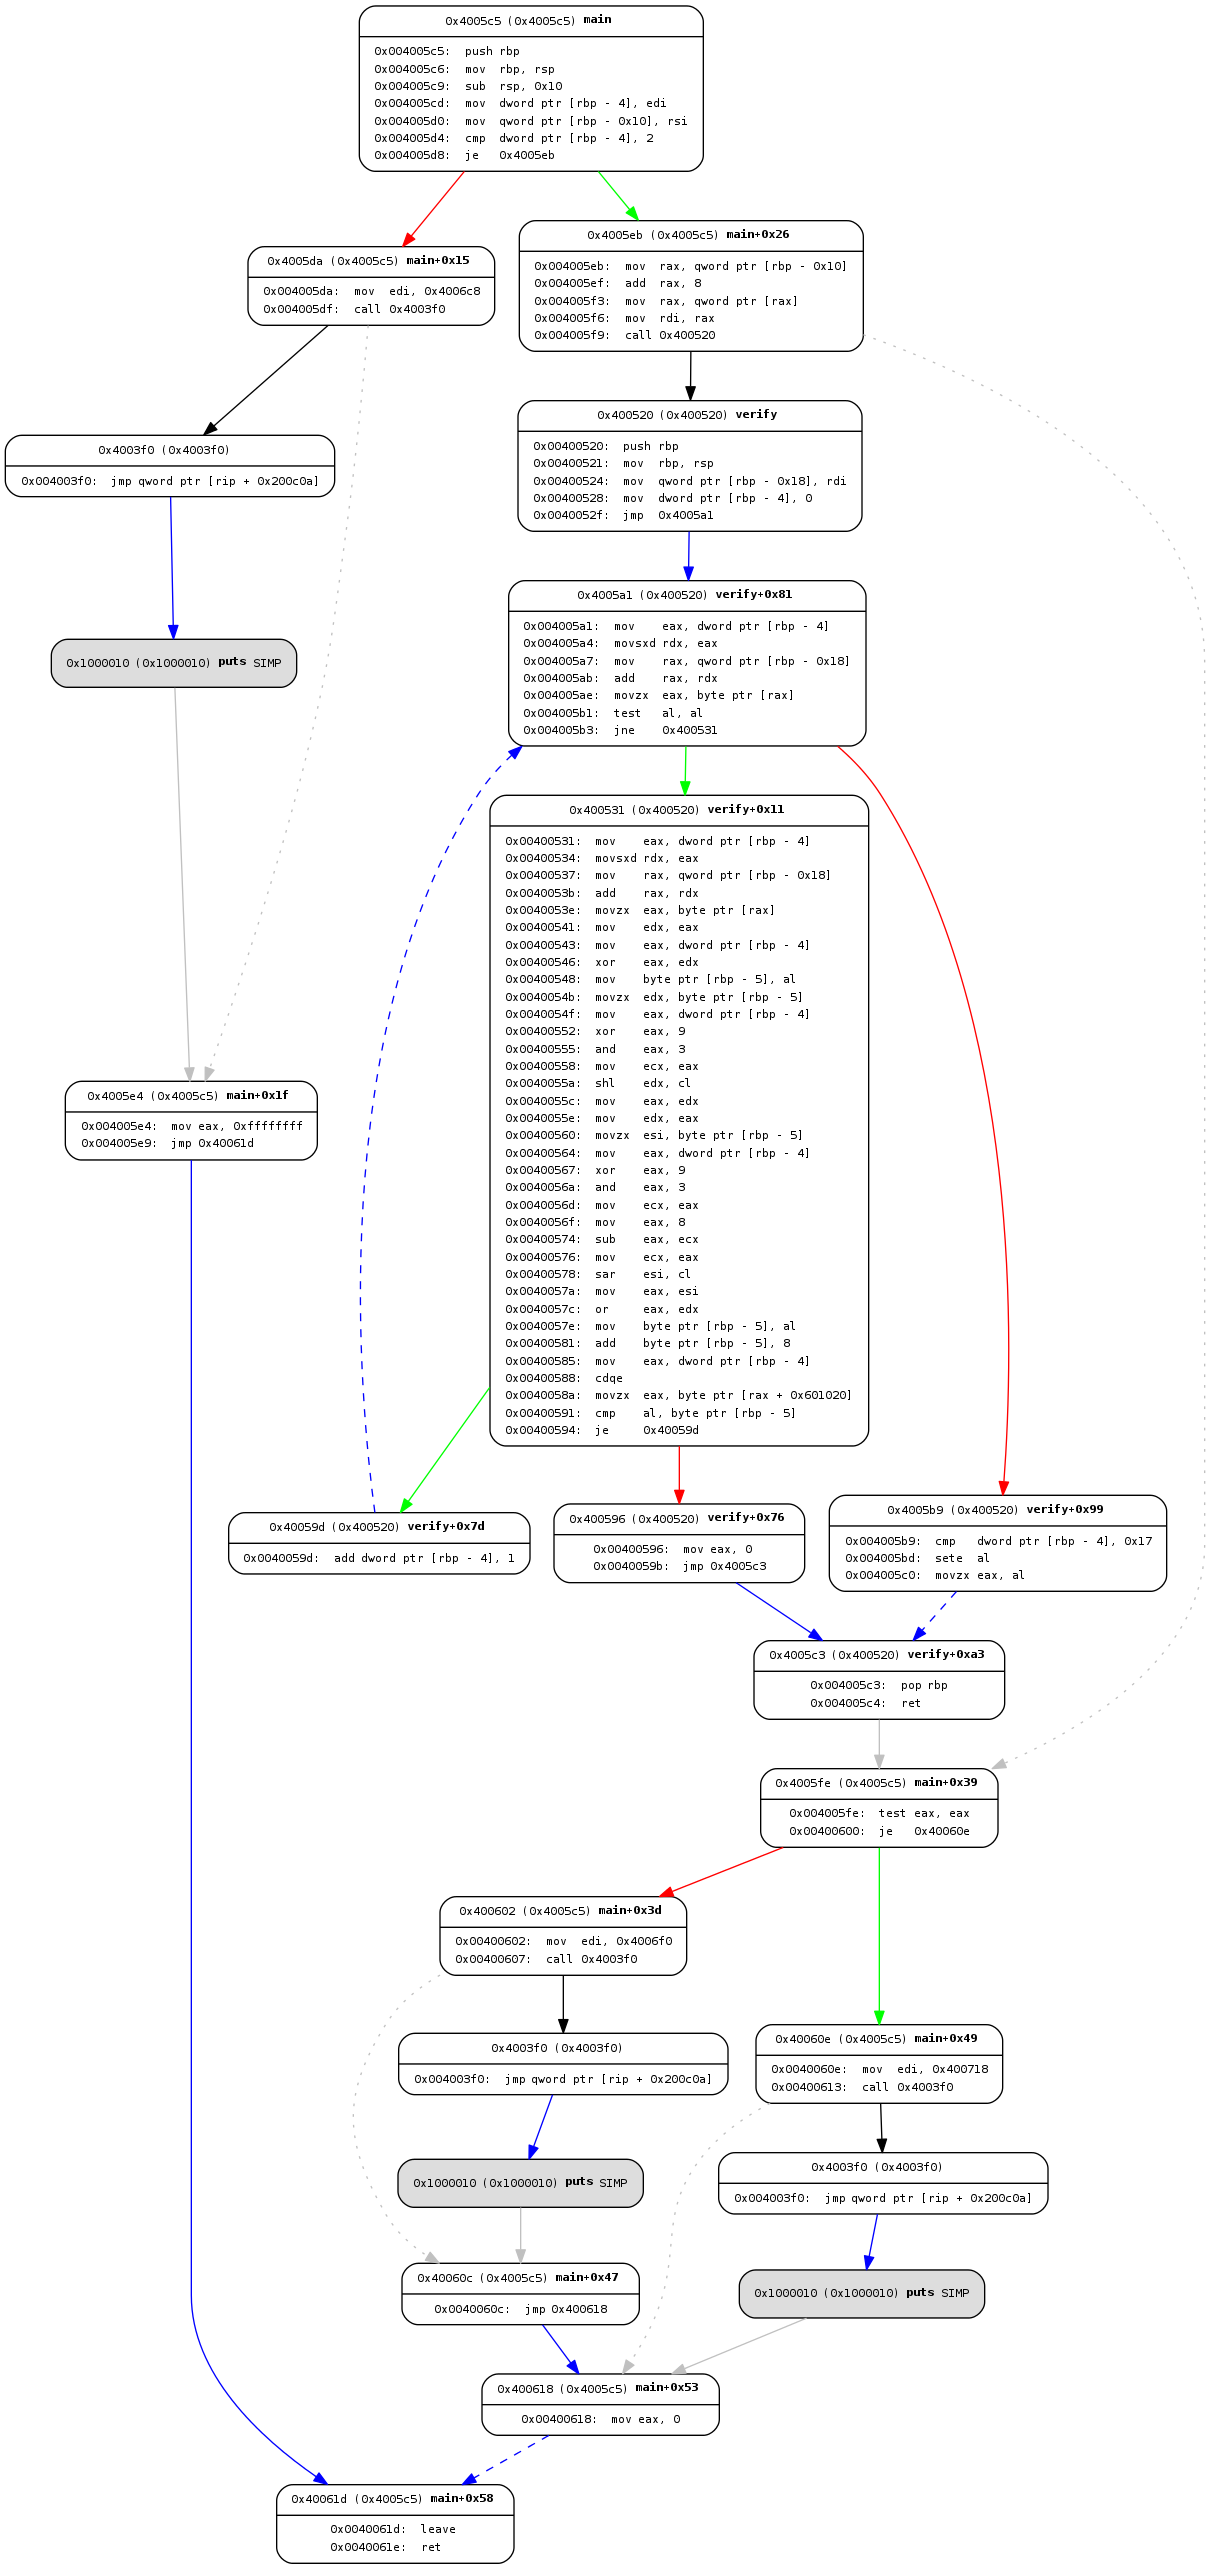 0x4005c5 (0x4005c5) main
0x004005c5: push rbp
0x004005c6: mov rbp, rsp
0x004005c9: sub rsp, 0x10
0x004005cd: mov dword ptr [rbp - 4], edi
0x004005d0: mov qword ptr [rbp - 0x10], rsi
0x004005d4: cmp dword ptr [rbp - 4], 2
0x004005d8: je 0x4005eb
0x4005da (0x4005c5) main+0x15
0x004005da: mov edi, 0x4006c8
0x004005df: call 0x4003f0
0x4005eb (0x4005c5) main+0x26
0x004005eb: mov rax, qword ptr [rbp - 0x10]
0x004005ef: add rax, 8
0x004005f3: mov rax, qword ptr [rax]
0x004005f6: mov rdi, rax
0x004005f9: call 0x400520
0x4003f0 (0x4003f0)
0x004003f0: jmp qword ptr [rip + 0x200c0a]
0x400520 (0x400520) verify
0x00400520: push rbp
0x00400521: mov rbp, rsp
0x00400524: mov qword ptr [rbp - 0x18], rdi
0x00400528: mov dword ptr [rbp - 4], 0
0x0040052f: jmp 0x4005a1
0x1000010 (0x1000010) puts SIMP
0x4005a1 (0x400520) verify+0x81
0x004005a1: mov eax, dword ptr [rbp - 4]
0x004005a4: movsxd rdx, eax
0x004005a7: mov rax, qword ptr [rbp - 0x18]
0x004005ab: add rax, rdx
0x004005ae: movzx eax, byte ptr [rax]
0x004005b1: test al, al
0x004005b3: jne 0x400531
0x400531 (0x400520) verify+0x11
0x00400531: mov eax, dword ptr [rbp - 4]
0x00400534: movsxd rdx, eax
0x00400537: mov rax, qword ptr [rbp - 0x18]
0x0040053b: add rax, rdx
0x0040053e: movzx eax, byte ptr [rax]
0x00400541: mov edx, eax
0x00400543: mov eax, dword ptr [rbp - 4]
0x00400546: xor eax, edx
0x00400548: mov byte ptr [rbp - 5], al
0x0040054b: movzx edx, byte ptr [rbp - 5]
0x0040054f: mov eax, dword ptr [rbp - 4]
0x00400552: xor eax, 9
0x00400555: and eax, 3
0x00400558: mov ecx, eax
0x0040055a: shl edx, cl
0x0040055c: mov eax, edx
0x0040055e: mov edx, eax
0x00400560: movzx esi, byte ptr [rbp - 5]
0x00400564: mov eax, dword ptr [rbp - 4]
0x00400567: xor eax, 9
0x0040056a: and eax, 3
0x0040056d: mov ecx, eax
0x0040056f: mov eax, 8
0x00400574: sub eax, ecx
0x00400576: mov ecx, eax
0x00400578: sar esi, cl
0x0040057a: mov eax, esi
0x0040057c: or eax, edx
0x0040057e: mov byte ptr [rbp - 5], al
0x00400581: add byte ptr [rbp - 5], 8
0x00400585: mov eax, dword ptr [rbp - 4]
0x00400588: cdqe
0x0040058a: movzx eax, byte ptr [rax + 0x601020]
0x00400591: cmp al, byte ptr [rbp - 5]
0x00400594: je 0x40059d
0x4005e4 (0x4005c5) main+0x1f
0x004005e4: mov eax, 0xffffffff
0x004005e9: jmp 0x40061d
0x40059d (0x400520) verify+0x7d
0x0040059d: add dword ptr [rbp - 4], 1
0x400596 (0x400520) verify+0x76
0x00400596: mov eax, 0
0x0040059b: jmp 0x4005c3
0x4005b9 (0x400520) verify+0x99
0x004005b9: cmp dword ptr [rbp - 4], 0x17
0x004005bd: sete al
0x004005c0: movzx eax, al
0x4005c3 (0x400520) verify+0xa3
0x004005c3: pop rbp
0x004005c4: ret
0x4005fe (0x4005c5) main+0x39
0x004005fe: test eax, eax
0x00400600: je 0x40060e
0x400602 (0x4005c5) main+0x3d
0x00400602: mov edi, 0x4006f0
0x00400607: call 0x4003f0
0x40060e (0x4005c5) main+0x49
0x0040060e: mov edi, 0x400718
0x00400613: call 0x4003f0
0x4003f0 (0x4003f0)
0x004003f0: jmp qword ptr [rip + 0x200c0a]
0x4003f0 (0x4003f0)
0x004003f0: jmp qword ptr [rip + 0x200c0a]
0x1000010 (0x1000010) puts SIMP
0x40060c (0x4005c5) main+0x47
0x0040060c: jmp 0x400618
0x1000010 (0x1000010) puts SIMP
0x400618 (0x4005c5) main+0x53
0x00400618: mov eax, 0
0x40061d (0x4005c5) main+0x58
0x0040061d: leave
0x0040061e: ret